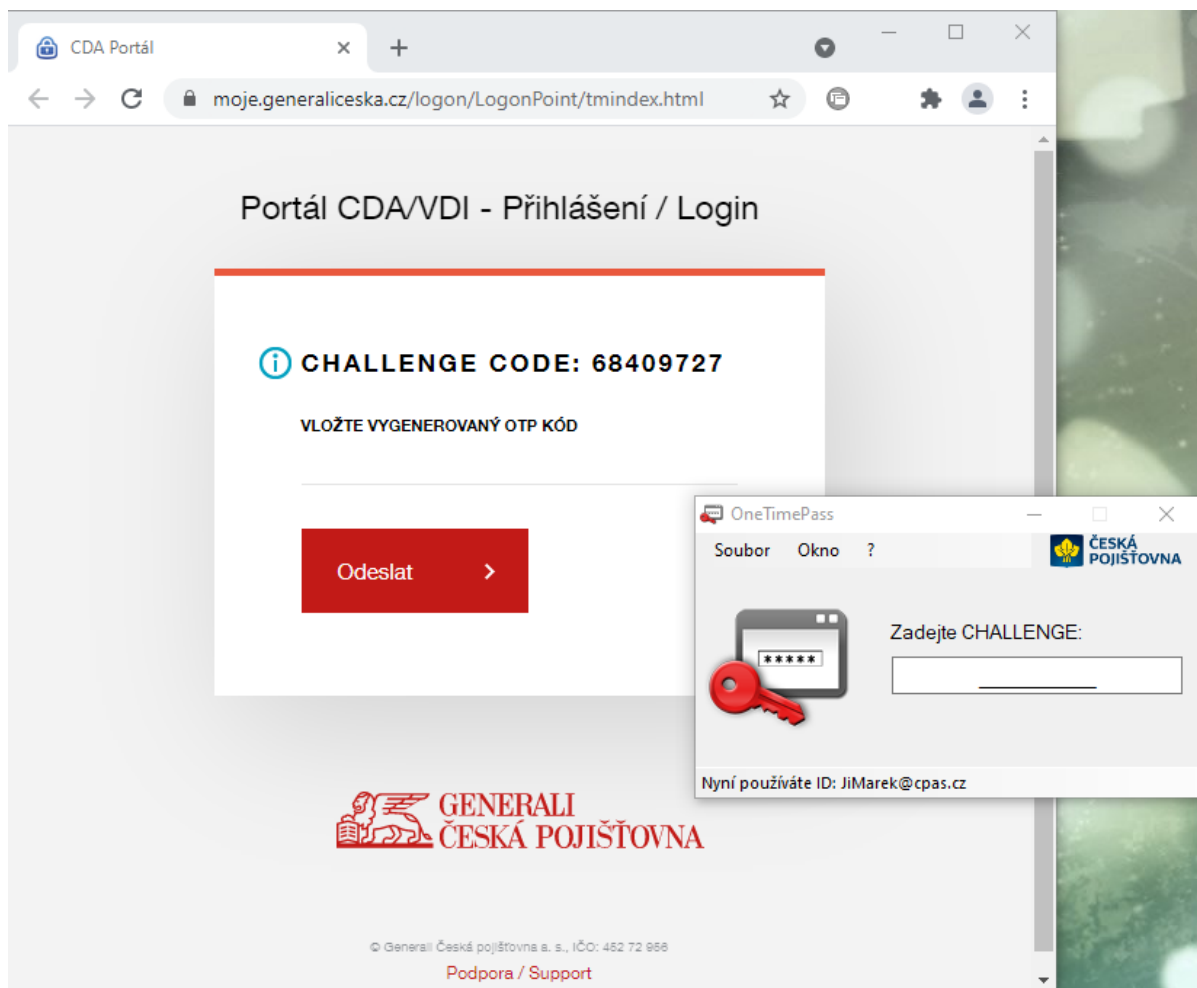 CDA Portál
moje.generaliceska.cz/logon/LogonPoint/tmindex.html
Portál CDA/VDI - Přihlášení / Login
CHALLENGE CODE: 68409727
VLOŽTE VYGENEROVANÝ OTP KÓD
Odeslat
OneTimePass
Soubor Okno ?
ČESKÁ
POJIŠŤOVNA
*****
Zadejte CHALLENGE:
Nyní používáte ID: JiMarek@cpas.cz
GENERALI
ČESKÁ POJIŠŤOVNA
© Generali Česká pojišťovna a. s., IČO: 452 72 956
Podpora / Support